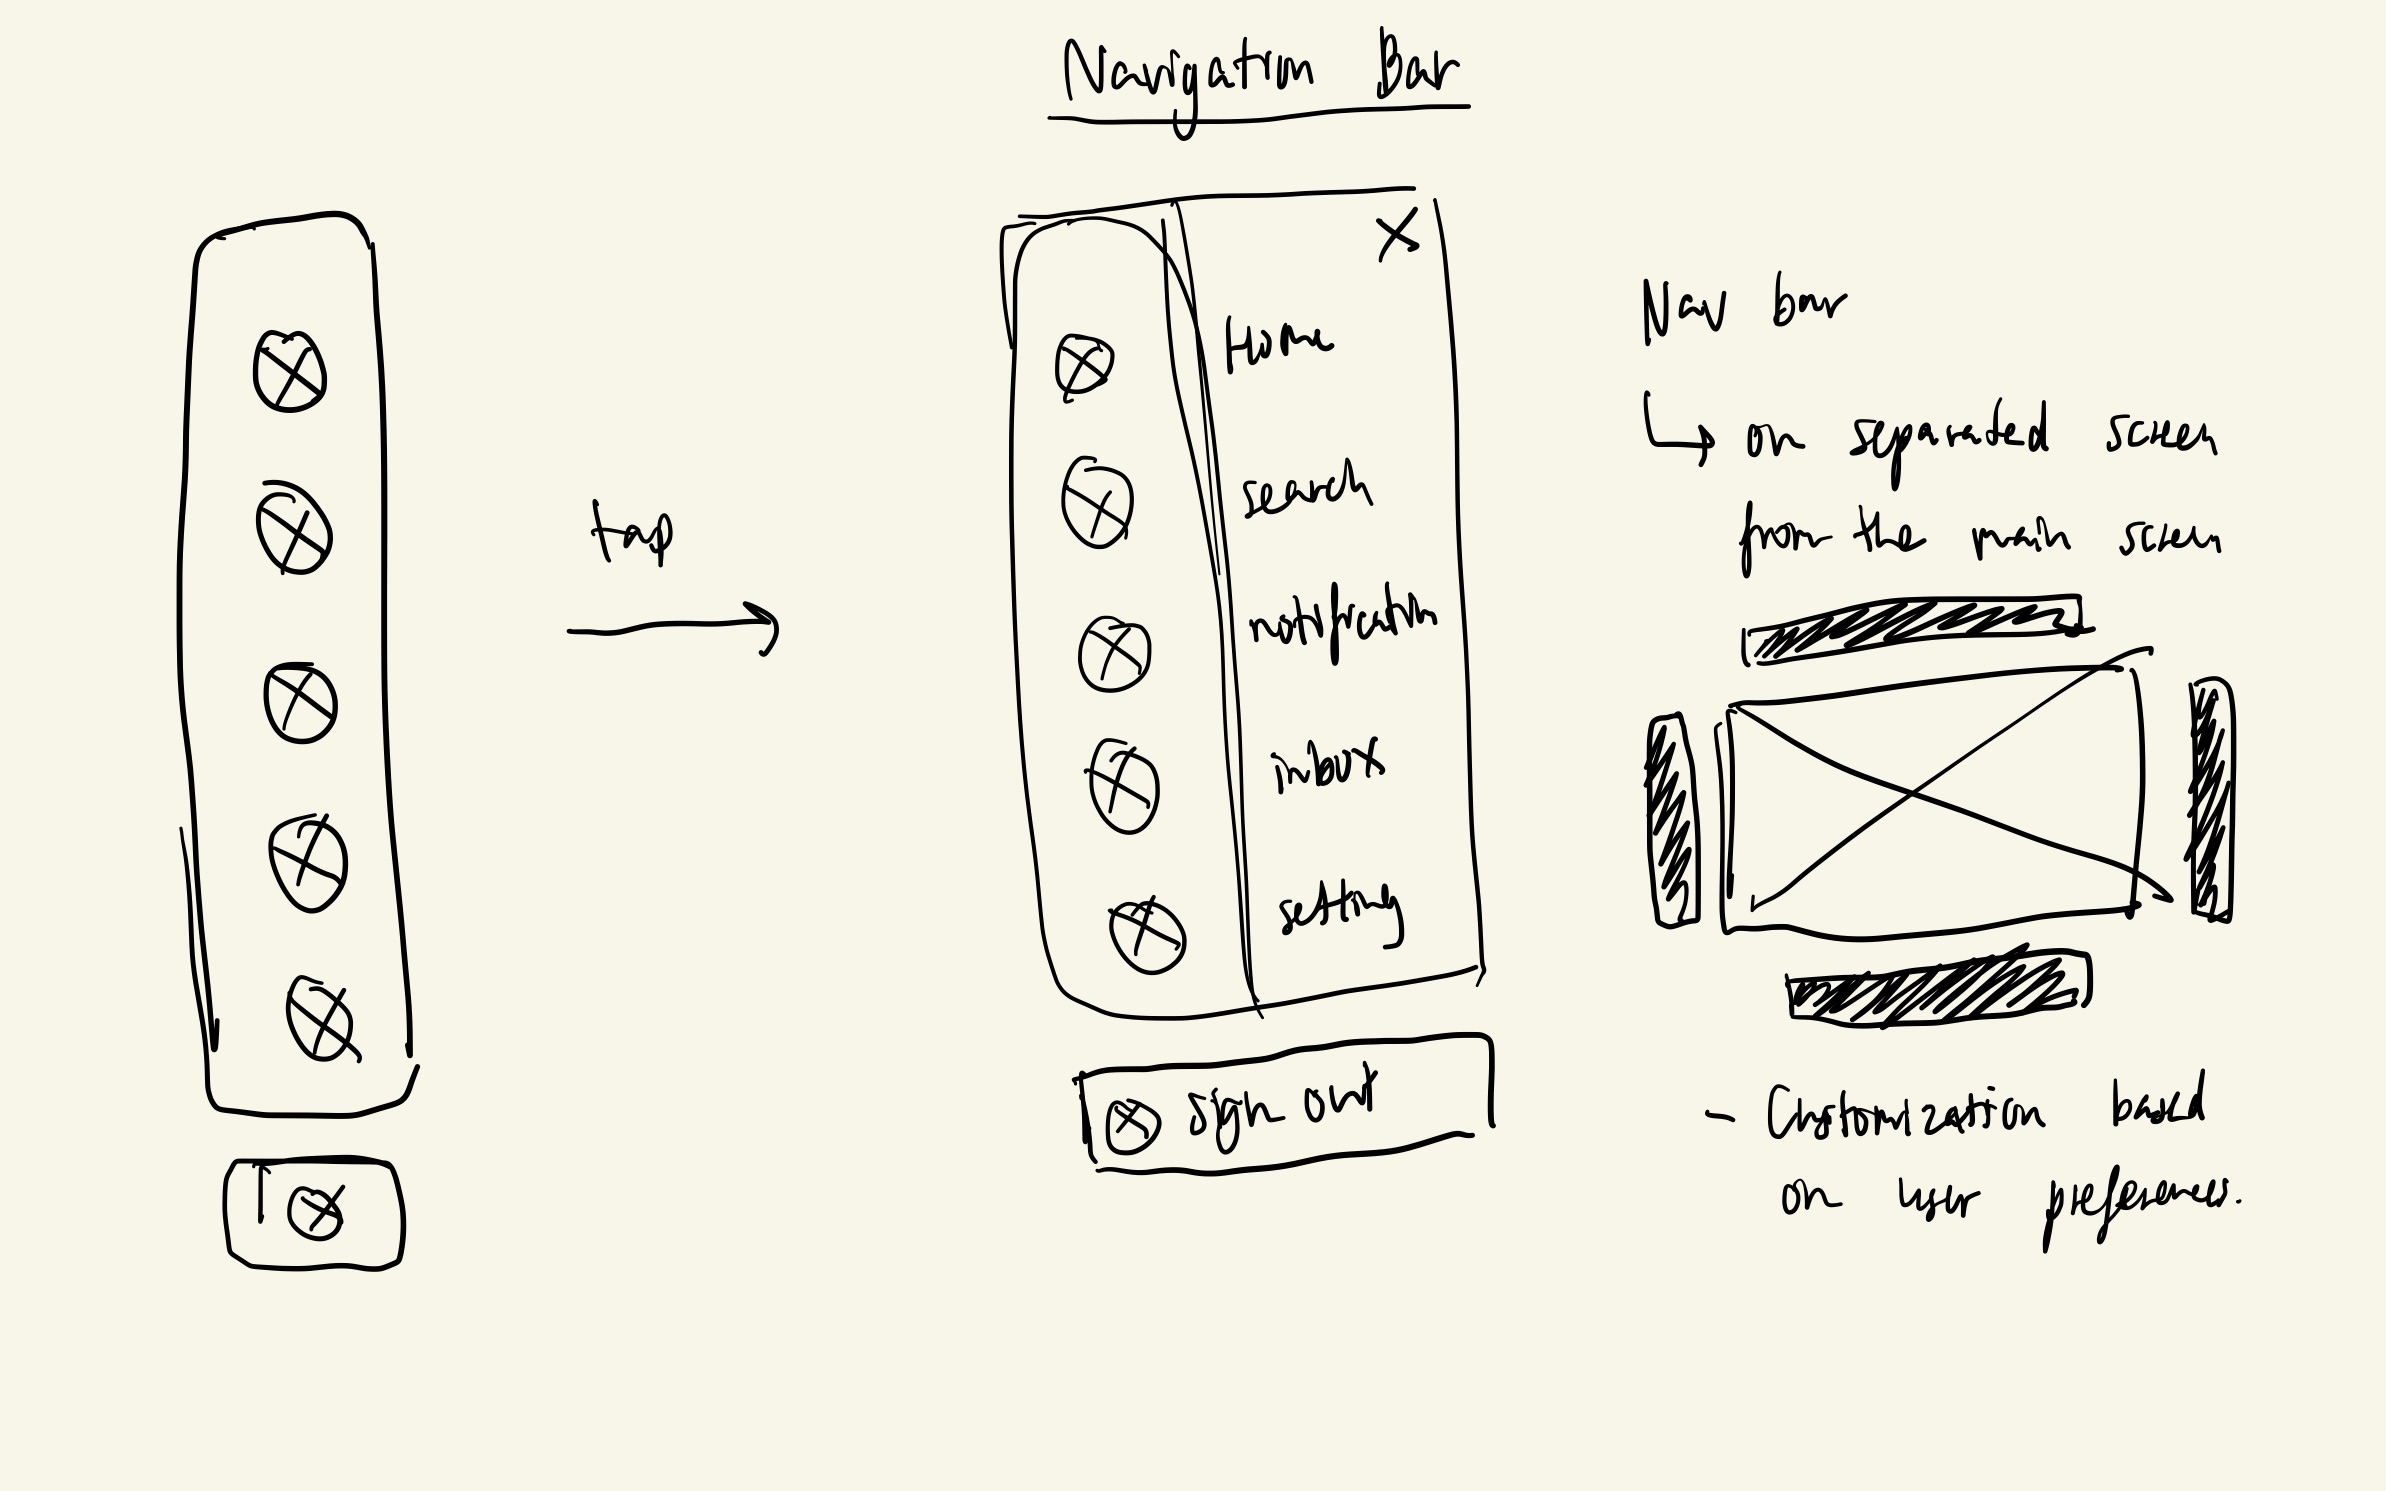 Navigation Bar
tap
Home
search
notification
inbox
setting
sign out
Nav bar
on separated screen
from the main screen
- Customization based
on user preferences.